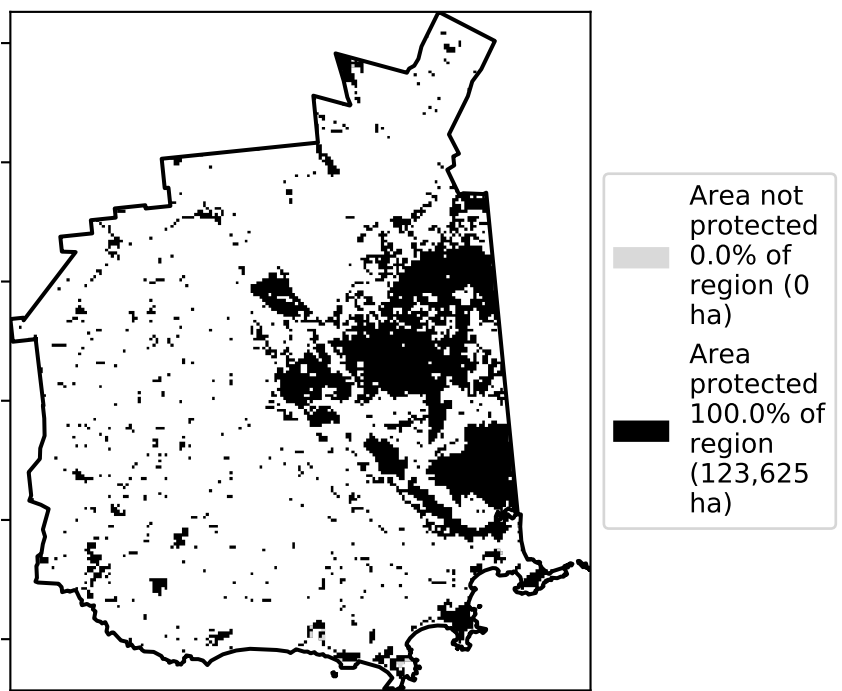 Area not
protected
0.0% of
region (0
ha)
Area
protected
100.0% of
region
(123,625
ha)